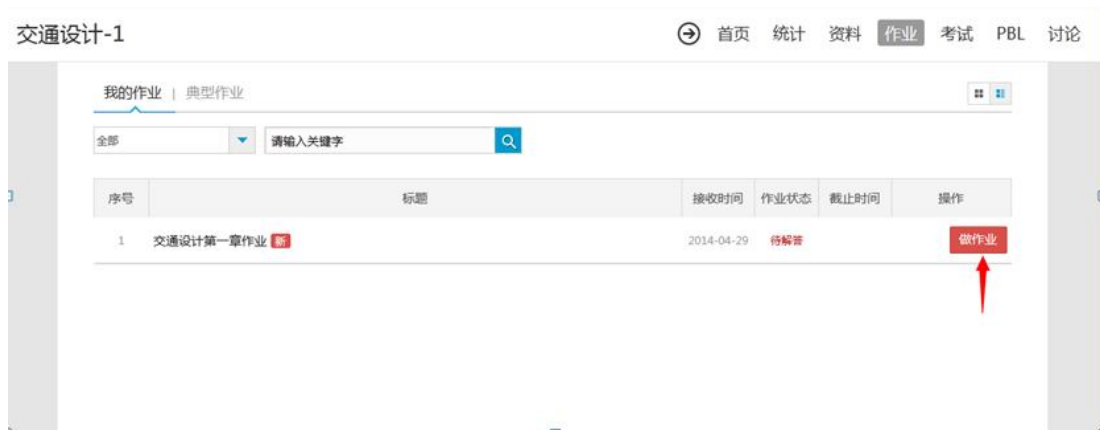 交通设计-1 首页 统计 资料 作业 考试 PBL 讨论
我的作业 | 典型作业
全部 请输入关键字
序号 标题 接收时间 作业状态 截止时间 操作
1 交通设计第一章作业 新 2014-04-29 待解答 做作业